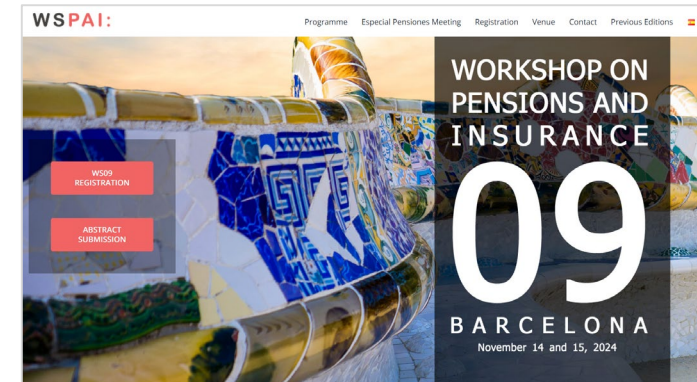 WSPAI:
Programme Especial Pensiones Meeting Registration Venue Contact Previous Editions
WS09
REGISTRATION
ABSTRACT
SUBMISSION
WORKSHOP ON
PENSIONS AND
INSURANCE
09
BARCELONA
November 14 and 15, 2024